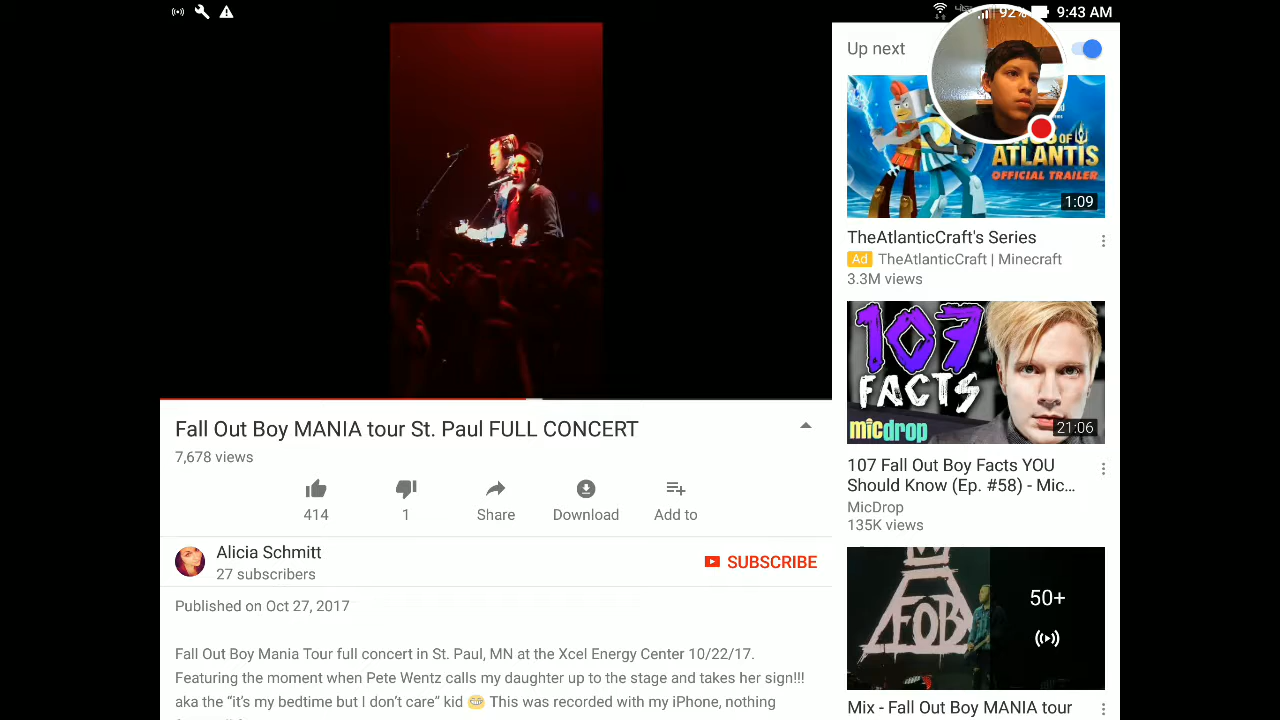 92% 9:43 AM
Up next
OF
ATLANTIS
OFFICIAL TRAILER
1:09
TheAtlanticCraft's Series
Ad TheAtlanticCraft | Minecraft
3.3M views
107
FACTS
micdrop
21:06
107 Fall Out Boy Facts YOU
Should Know (Ep. #58) - Mic...
MicDrop
135K views
FOB
50+
Mix - Fall Out Boy MANIA tour
Fall Out Boy MANIA tour St. Paul FULL CONCERT
7,678 views
414
1
Share
Download
Add to
Alicia Schmitt
27 subscribers
SUBSCRIBE
Published on Oct 27, 2017
Fall Out Boy Mania Tour full concert in St. Paul, MN at the Xcel Energy Center 10/22/17.
Featuring the moment when Pete Wentz calls my daughter up to the stage and takes her sign!!!
aka the “it's my bedtime but I don't care” kid 😁 This was recorded with my iPhone, nothing